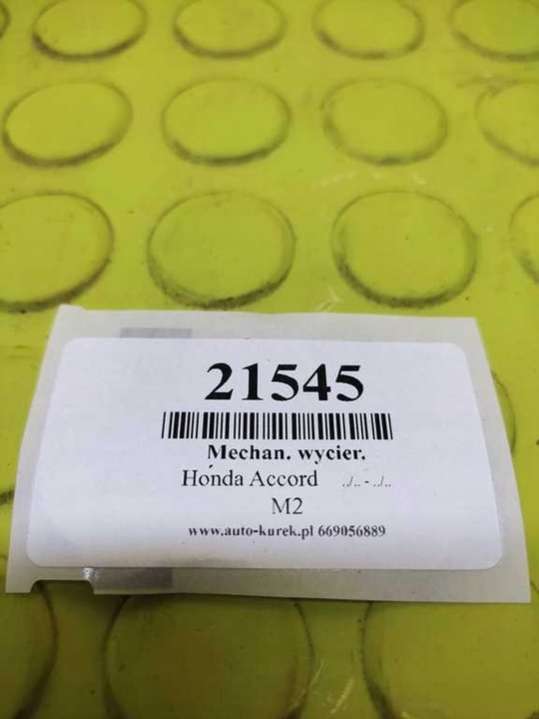 21545
Mechan. wycier.
Honda Accord ../.. - ../..
M2
www.auto-kurek.pl 669056889